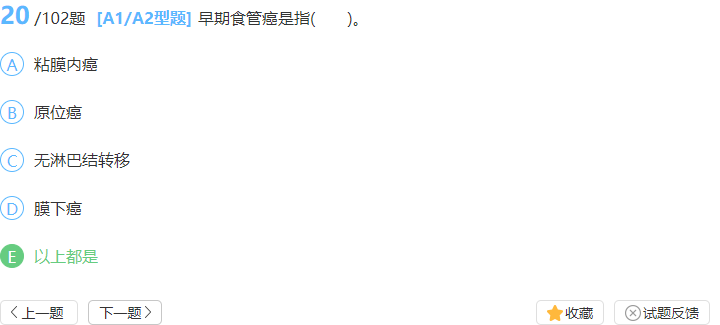 20 /102题 [A1/A2型题] 早期食管癌是指(  )。
A 粘膜内癌
B 原位癌
C 无淋巴结转移
D 膜下癌
E 以上都是
上一题 下一题 收藏 试题反馈